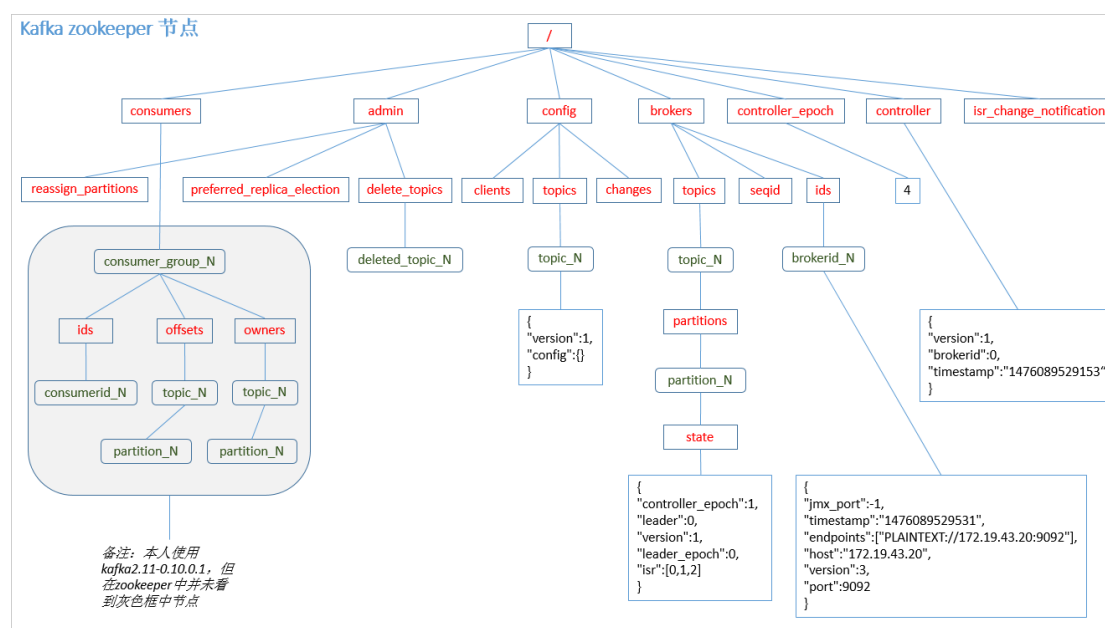 Kafka zookeeper 节点
/
consumers
admin
config
brokers
controller_epoch
controller
isr_change_notification
reassign_partitions
preferred_replica_election
delete_topics
clients
topics
changes
topics
seqid
ids
4
consumer_group_N
deleted_topic_N
topic_N
topic_N
brokerid_N
ids
offsets
owners
consumerid_N
topic_N
topic_N
partition_N
partition_N
{
"version":1,
"config":{}
}
partitions
partition_N
state
{
"version":1,
"brokerid":0,
"timestamp":"1476089529153"
}
{
"controller_epoch":1,
"leader":0,
"version":1,
"leader_epoch":0,
"isr":[0,1,2]
}
{
"jmx_port":-1,
"timestamp":"1476089529531",
"endpoints":["PLAINTEXT://172.19.43.20:9092"],
"host":"172.19.43.20",
"version":3,
"port":9092
}
备注：本人使用
kafka2.11-0.10.0.1，但
在zookeeper中并未看
到灰色框中节点